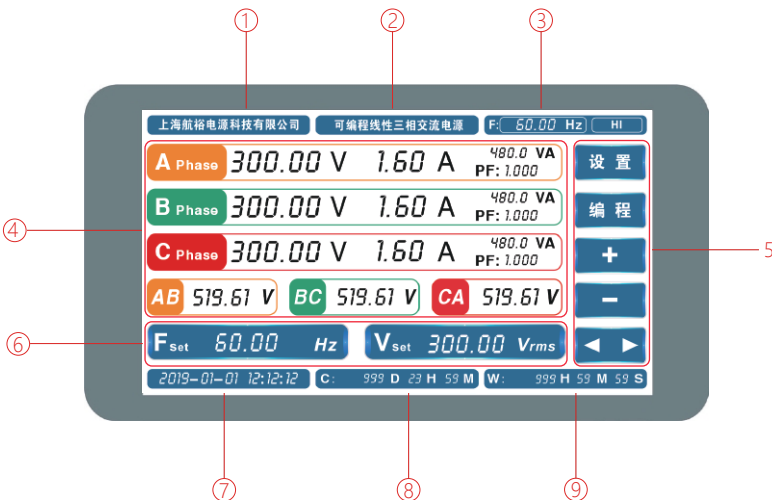 ① ② ③
上海航裕电源科技有限公司 可编程线性三相交流电源 F: 60.00 Hz HI
A Phase 300.00 V 1.60 A 480.0 VA PF: 1.000
设置
B Phase 300.00 V 1.60 A 480.0 VA PF: 1.000
编程
④
5
C Phase 300.00 V 1.60 A 480.0 VA PF: 1.000
+
AB 519.61 V BC 519.61 V CA 519.61 V
−
⑥
Fset 60.00 Hz Vset 300.00 Vrms
◀ ▶
2019-01-01 12:12:12 C: 999 D 23 H 59 M W: 999 H 59 M 59 S
⑦ ⑧ ⑨